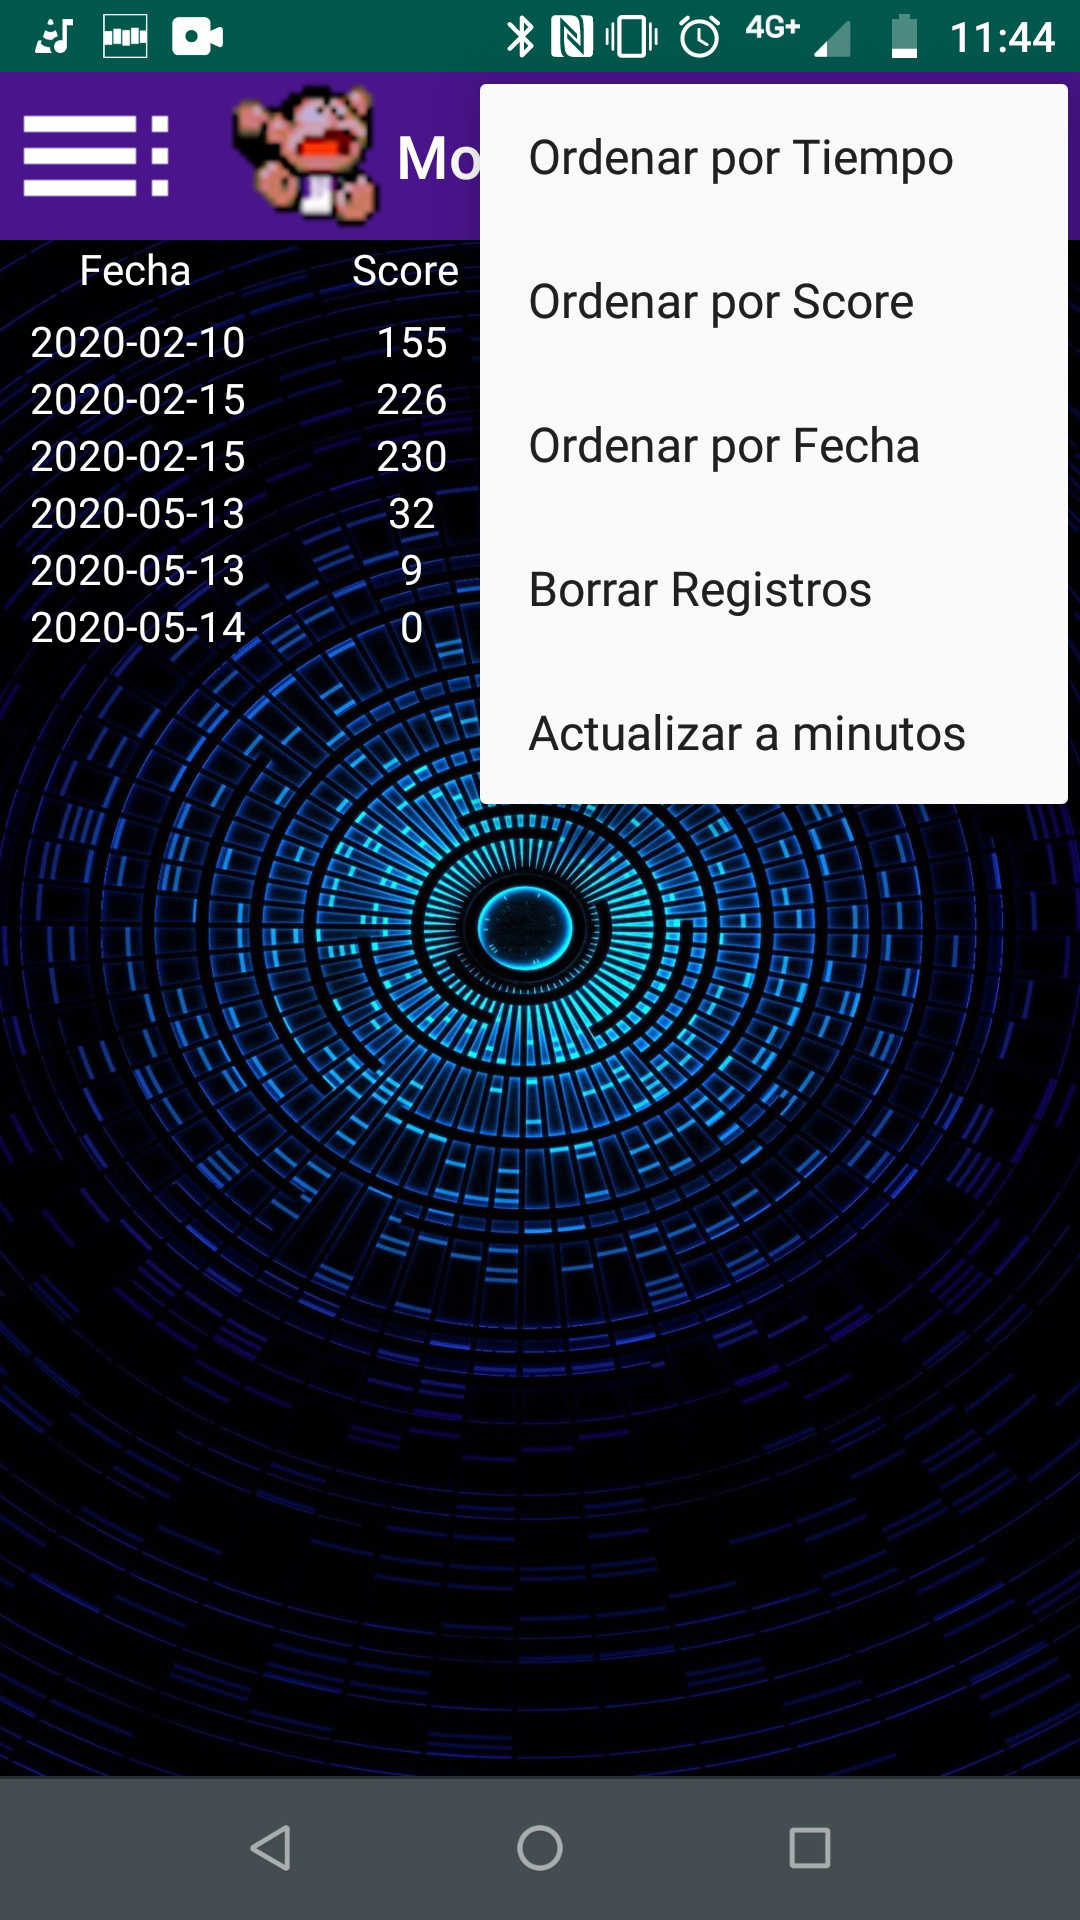 4G+ 11:44
Mo
Ordenar por Tiempo
Ordenar por Score
Ordenar por Fecha
Borrar Registros
Actualizar a minutos
Fecha Score
2020-02-10 155
2020-02-15 226
2020-02-15 230
2020-05-13 32
2020-05-13 9
2020-05-14 0